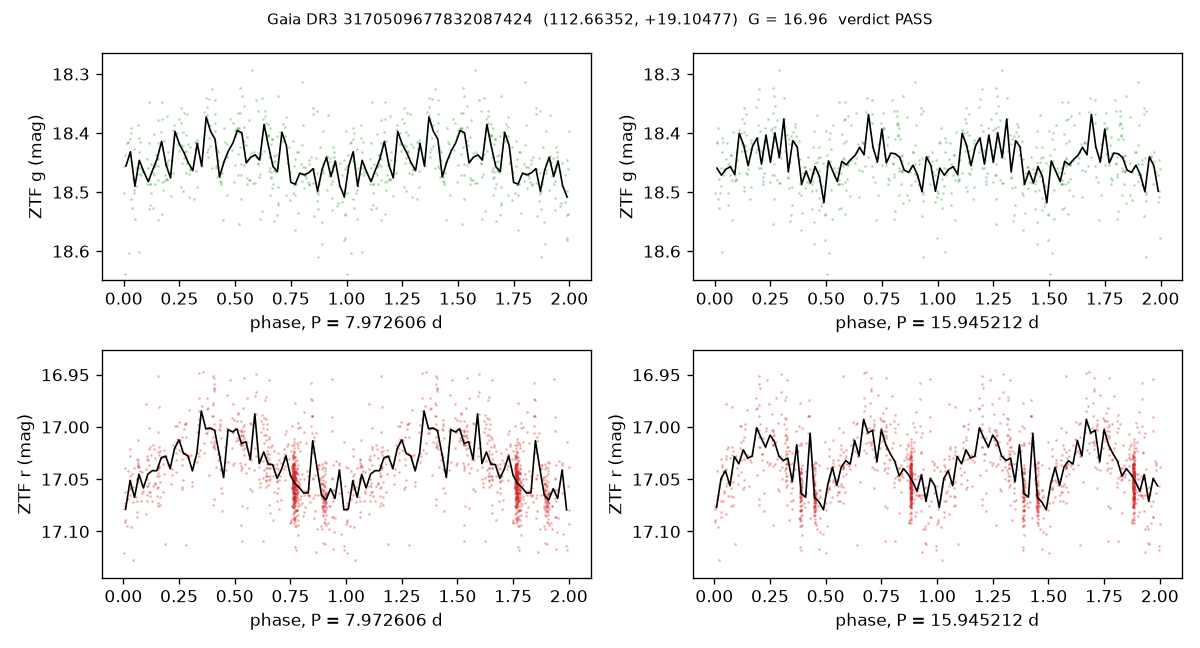 Gaia DR3 3170509677832087424 (112.66352, +19.10477) G = 16.96 verdict PASS
ZTF g (mag)
18.3
18.4
18.5
18.6
0.00 0.25 0.50 0.75 1.00 1.25 1.50 1.75 2.00
phase, P = 7.972606 d
ZTF g (mag)
18.3
18.4
18.5
18.6
0.00 0.25 0.50 0.75 1.00 1.25 1.50 1.75 2.00
phase, P = 15.945212 d
ZTF r (mag)
16.95
17.00
17.05
17.10
0.00 0.25 0.50 0.75 1.00 1.25 1.50 1.75 2.00
phase, P = 7.972606 d
ZTF r (mag)
16.95
17.00
17.05
17.10
0.00 0.25 0.50 0.75 1.00 1.25 1.50 1.75 2.00
phase, P = 15.945212 d